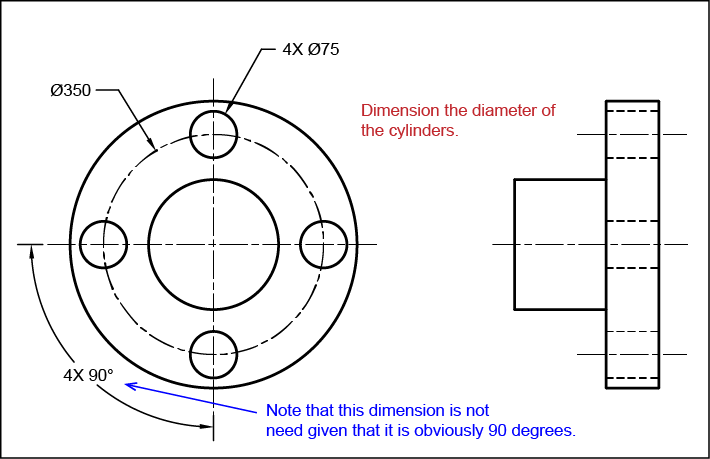 4X Ø75
Ø350
Dimension the diameter of
the cylinders.
4X 90°
Note that this dimension is not
need given that it is obviously 90 degrees.